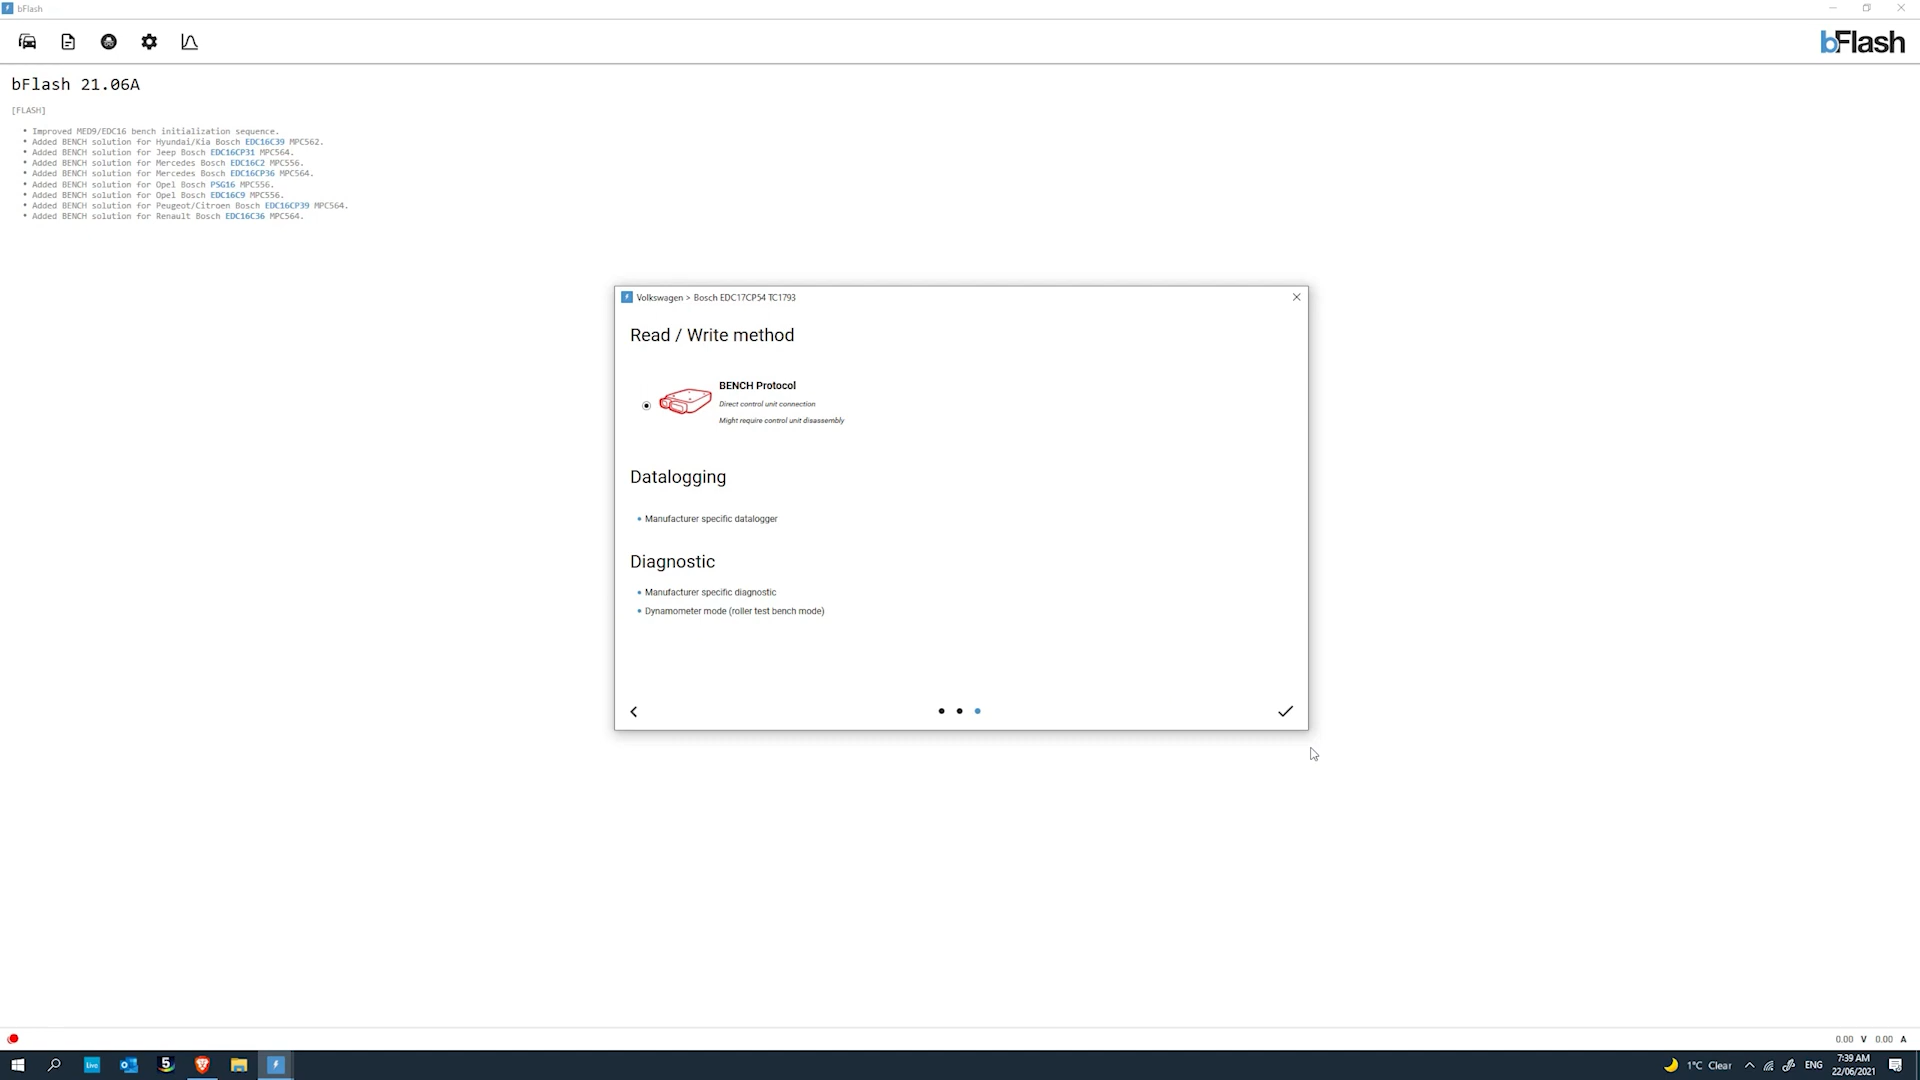 bFlash
bFlash
bFlash 21.06A
[FLASH]
• Improved MED9/EDC16 bench initialization sequence.
• Added BENCH solution for Hyundai/Kia Bosch EDC16C39 MPC562.
• Added BENCH solution for Jeep Bosch EDC16CP31 MPC564.
• Added BENCH solution for Mercedes Bosch EDC16C2 MPC556.
• Added BENCH solution for Mercedes Bosch EDC16CP36 MPC564.
• Added BENCH solution for Opel Bosch PSG16 MPC556.
• Added BENCH solution for Opel Bosch EDC16C9 MPC556.
• Added BENCH solution for Peugeot/Citroen Bosch EDC16CP39 MPC564.
• Added BENCH solution for Renault Bosch EDC16C36 MPC564.
Volkswagen > Bosch EDC17CP54 TC1793
Read / Write method
BENCH Protocol
Direct control unit connection
Might require control unit disassembly
Datalogging
• Manufacturer specific datalogger
Diagnostic
• Manufacturer specific diagnostic
• Dynamometer mode (roller test bench mode)
0.00 V 0.00 A
Live
5
1°C Clear
ENG
7:39 AM
22/06/2021